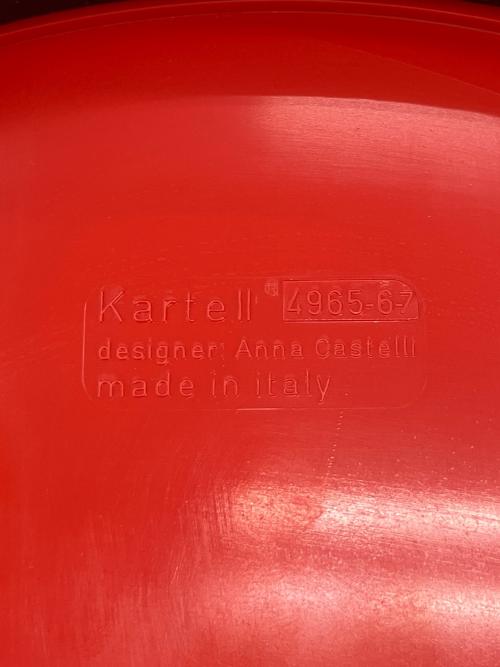 Kartell® 4965-6-7
designer: Anna Castelli
made in italy